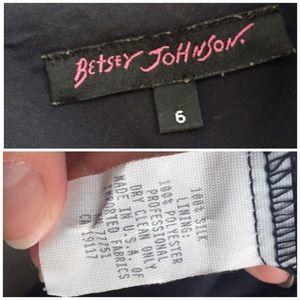 BETSEY JOHNSON.
6
100% SILK
LINING:
100% POLYESTER
PROFESSIONAL
DRY CLEAN ONLY
MADE IN U.S.A. OF
IMPORTED FABRICS